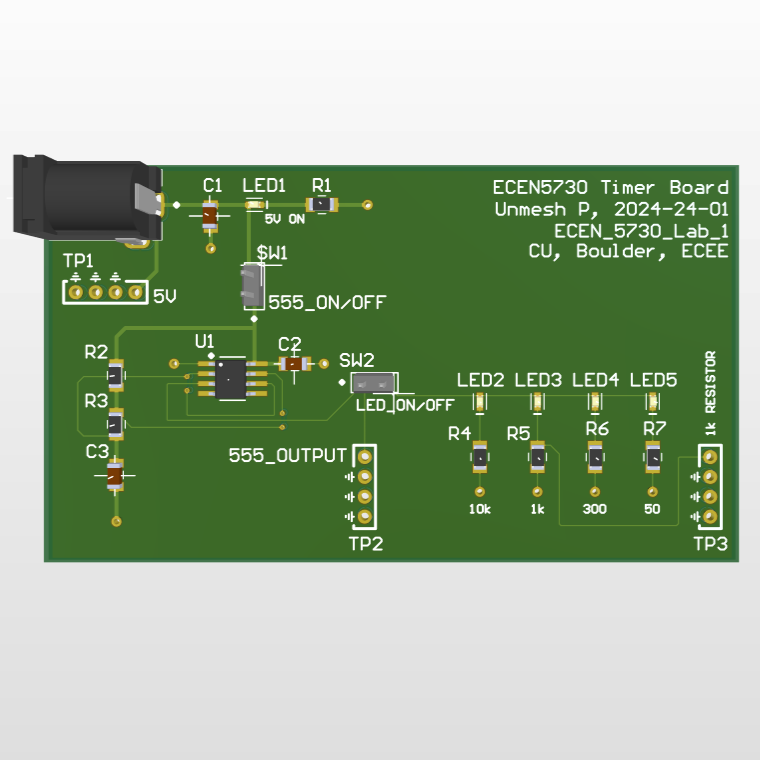 C1
LED1
R1
5V ON
ECEN5730 Timer Board
Unmesh P, 2024-24-01
ECEN_5730_Lab_1
CU, Boulder, ECEE
TP1
5V
SW1
555_ON/OFF
U1
C2
R2
R3
C3
SW2
LED_ON/OFF
555_OUTPUT
TP2
LED2
LED3
LED4
LED5
R4
R5
R6
R7
10k
1k
300
50
1k RESISTOR
TP3